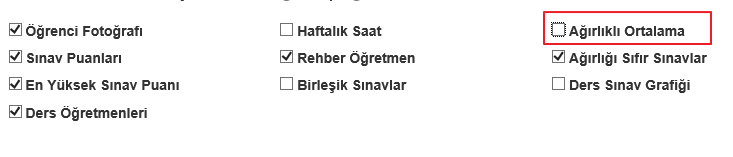 Öğrenci Fotoğrafı Haftalık Saat Ağırlıklı Ortalama
Sınav Puanları Rehber Öğretmen Ağırlığı Sıfır Sınavlar
En Yüksek Sınav Puanı Birleşik Sınavlar Ders Sınav Grafiği
Ders Öğretmenleri